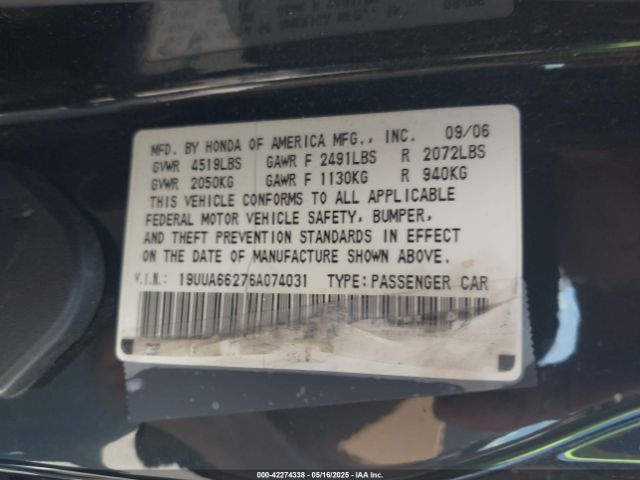 MFD. BY HONDA OF AMERICA MFG., INC. 09/06
GVWR 4519LBS GAWR F 2491LBS R 2072LBS
GVWR 2050KG GAWR F 1130KG R 940KG
THIS VEHICLE CONFORMS TO ALL APPLICABLE
FEDERAL MOTOR VEHICLE SAFETY, BUMPER,
AND THEFT PREVENTION STANDARDS IN EFFECT
ON THE DATE OF MANUFACTURE SHOWN ABOVE.
V.I.N.: 19UUA66276A074031 TYPE: PASSENGER CAR
000-42274338 - 05/16/2025 - IAA Inc.